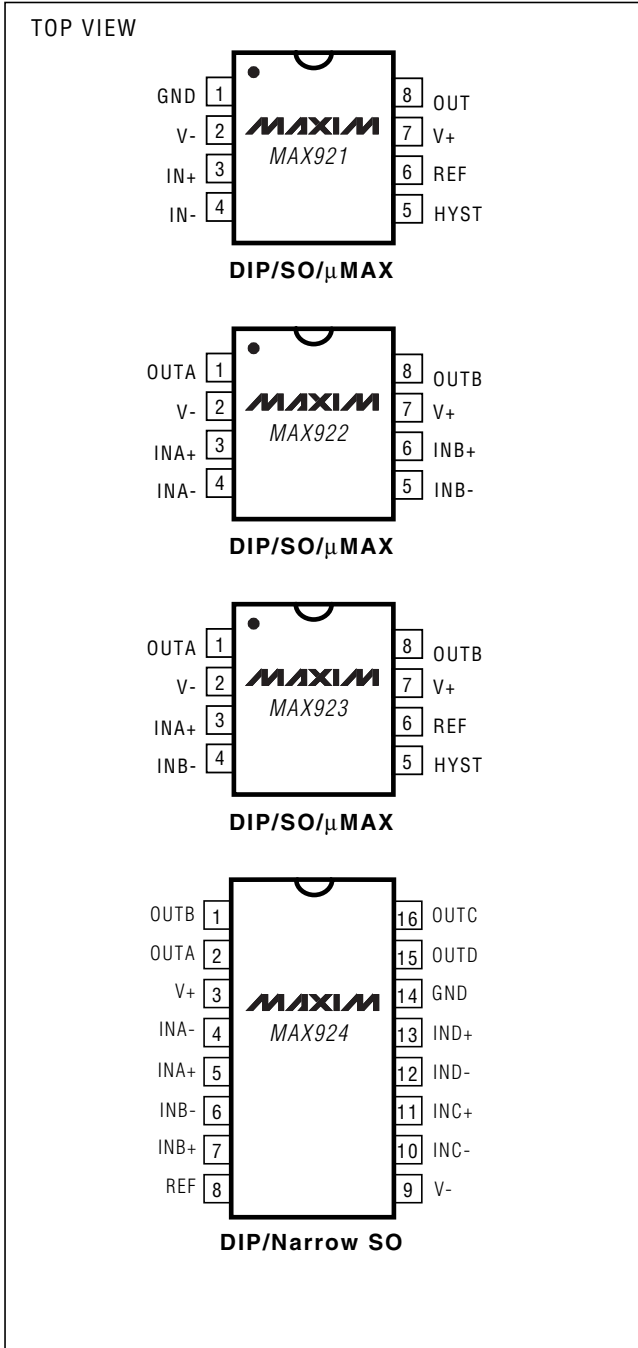 TOP VIEW
GND 1 8 OUT
V- 2 MAXIM 7 V+
IN+ 3 MAX921 6 REF
IN- 4 5 HYST
DIP/SO/µMAX
OUTA 1 8 OUTB
V- 2 MAXIM 7 V+
INA+ 3 MAX922 6 INB+
INA- 4 5 INB-
DIP/SO/µMAX
OUTA 1 8 OUTB
V- 2 MAXIM 7 V+
INA+ 3 MAX923 6 REF
INB- 4 5 HYST
DIP/SO/µMAX
OUTB 1 16 OUTC
OUTA 2 15 OUTD
V+ 3 MAXIM 14 GND
INA- 4 MAX924 13 IND+
INA+ 5 12 IND-
INB- 6 11 INC+
INB+ 7 10 INC-
REF 8 9 V-
DIP/Narrow SO